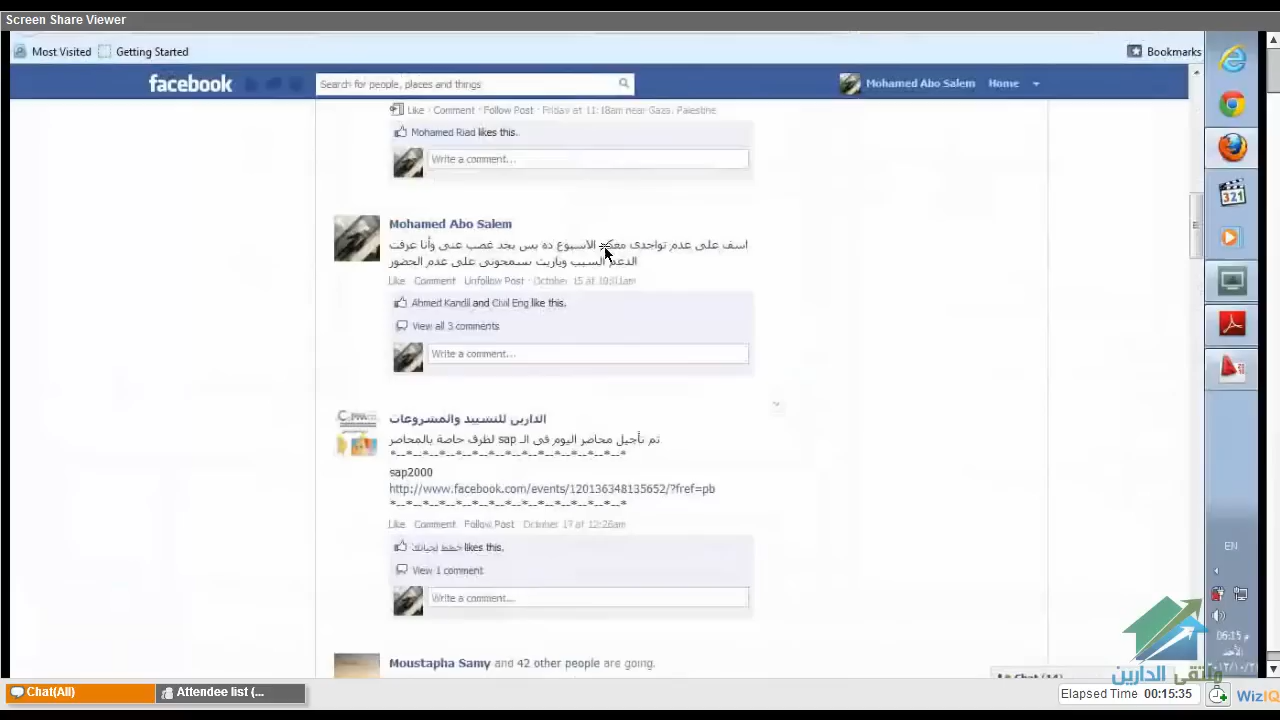 Screen Share Viewer
Most Visited Getting Started Bookmarks
facebook Search for people, places and things Mohamed Abo Salem Home
Like · Comment · Follow Post · Friday at 11:18am near Gaza, Palestine
Mohamed Riad likes this.
Write a comment...
Mohamed Abo Salem
اسف على عدم تواجدى معكم الاسبوع ده بس بجد غصب عنى وأنا عرفت
الدعم السبب وياريت تسمحونى على عدم الحضور
Like Comment Unfollow Post October 15 at
Ahmed Kandil and Civil Eng like this.
View all 3 comments
Write a comment...
الدارين للتشييد والمشروعات
تم تأجيل محاضر اليوم فى الـ sap لظرف خاصة بالمحاضر
*--*--*--*--*--*--*--*--*--*--*--*--*--*
sap2000
http://www.facebook.com/events/120136348135652/?fref=pb
*--*--*--*--*--*--*--*--*--*--*--*--*--*
Like Comment Follow Post October 17 at 12:26am
likes this.
View 1 comment
Write a comment...
Moustapha Samy and 42 other people are going.
321
EN
06:15 م
الأحد
ملتقى الدارين
Chat(All) Attendee list (...
Elapsed Time 00:15:35 WizIQ